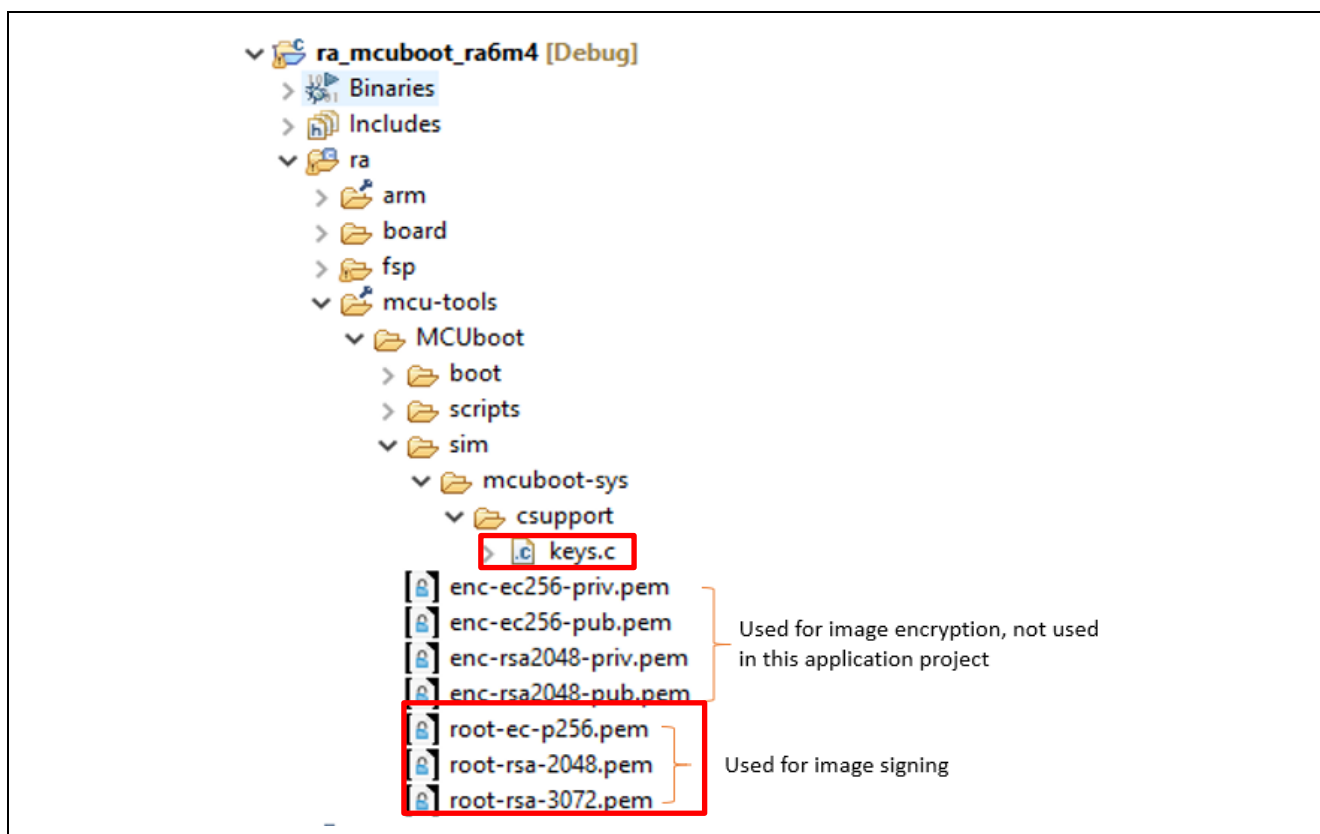 ra_mcuboot_ra6m4 [Debug]
Binaries
Includes
ra
arm
board
fsp
mcu-tools
MCUboot
boot
scripts
sim
mcuboot-sys
csupport
keys.c
enc-ec256-priv.pem
enc-ec256-pub.pem
enc-rsa2048-priv.pem
enc-rsa2048-pub.pem
Used for image encryption, not used
in this application project
root-ec-p256.pem
root-rsa-2048.pem
root-rsa-3072.pem
Used for image signing